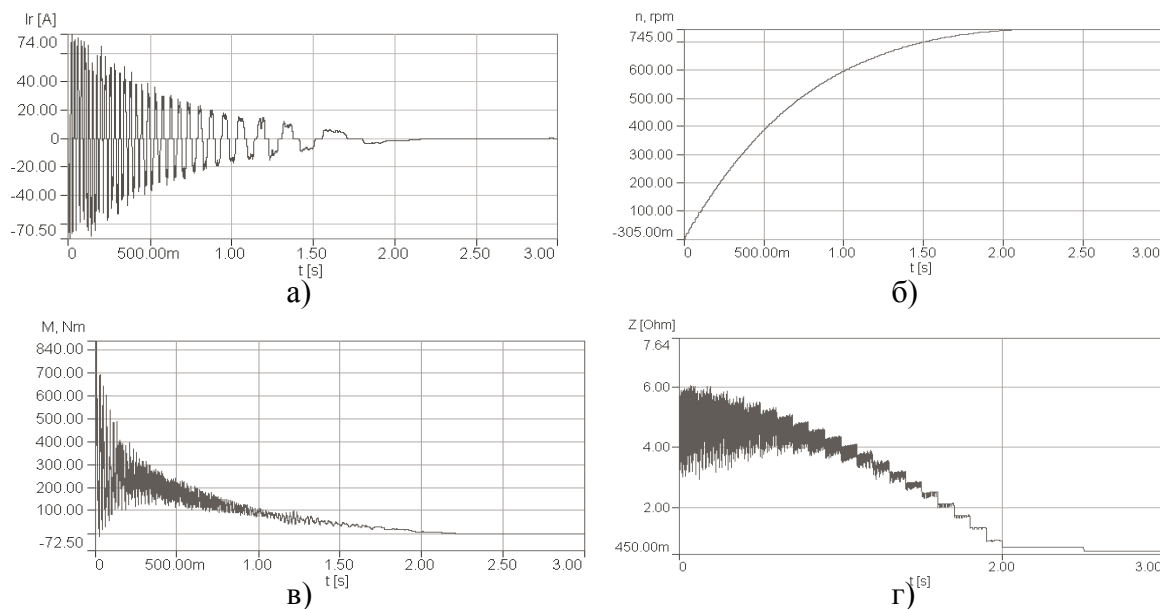 Ir [A]
74.00
40.00
20.00
0
-20.00
-40.00
-70.50
0
500.00m
1.00
1.50
2.00
2.50
3.00
t [s]
а)
n, rpm
745.00
600.00
500.00
400.00
300.00
200.00
100.00
-305.00m
0
500.00m
1.00
1.50
2.00
2.50
3.00
t [s]
б)
M, Nm
840.00
700.00
600.00
500.00
400.00
300.00
200.00
100.00
-72.50
0
500.00m
1.00
1.50
2.00
2.50
3.00
t [s]
в)
Z [Ohm]
7.64
6.00
4.00
2.00
450.00m
0
2.00
3.00
t [s]
г)